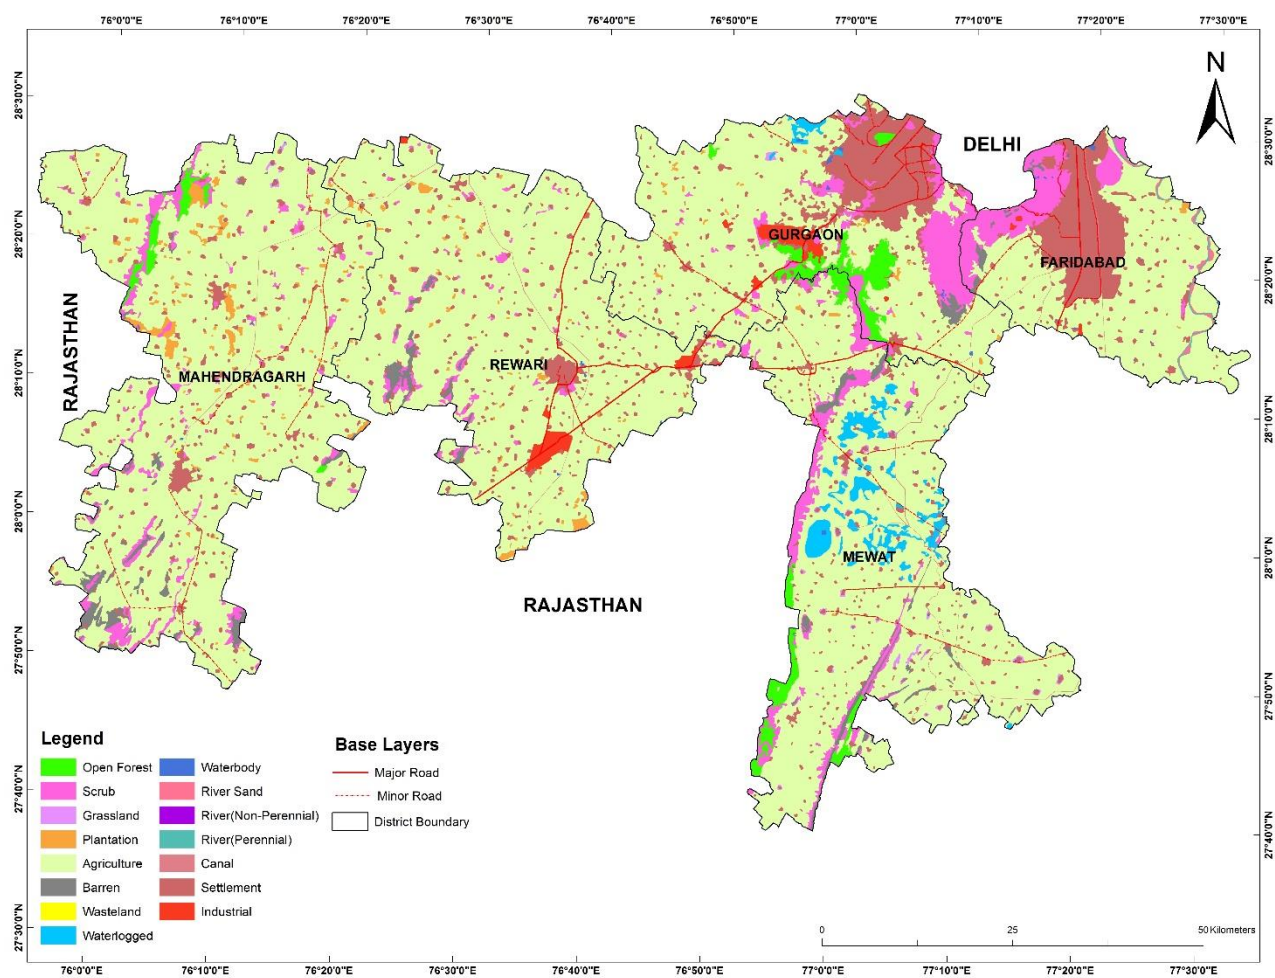 76°0'0"E 76°10'0"E 76°20'0"E 76°30'0"E 76°40'0"E 76°50'0"E 77°0'0"E 77°10'0"E 77°20'0"E 77°30'0"E
N
28°30'0"N
28°30'0"N
DELHI
28°20'0"N
GURGAON
FARIDABAD
28°20'0"N
RAJASTHAN
28°10'0"N
REWARI
MAHENDRAGARH
28°10'0"N
28°0'0"N
MEWAT
28°0'0"N
RAJASTHAN
27°50'0"N
27°50'0"N
Legend
Open Forest
Scrub
Grassland
Plantation
Agriculture
Barren
Wasteland
Waterlogged
Waterbody
River Sand
River(Non-Perennial)
River(Perennial)
Canal
Settlement
Industrial
Base Layers
Major Road
Minor Road
District Boundary
27°40'0"N
27°40'0"N
27°30'0"N
0 25 50 Kilometers
76°0'0"E 76°10'0"E 76°20'0"E 76°30'0"E 76°40'0"E 76°50'0"E 77°0'0"E 77°10'0"E 77°20'0"E